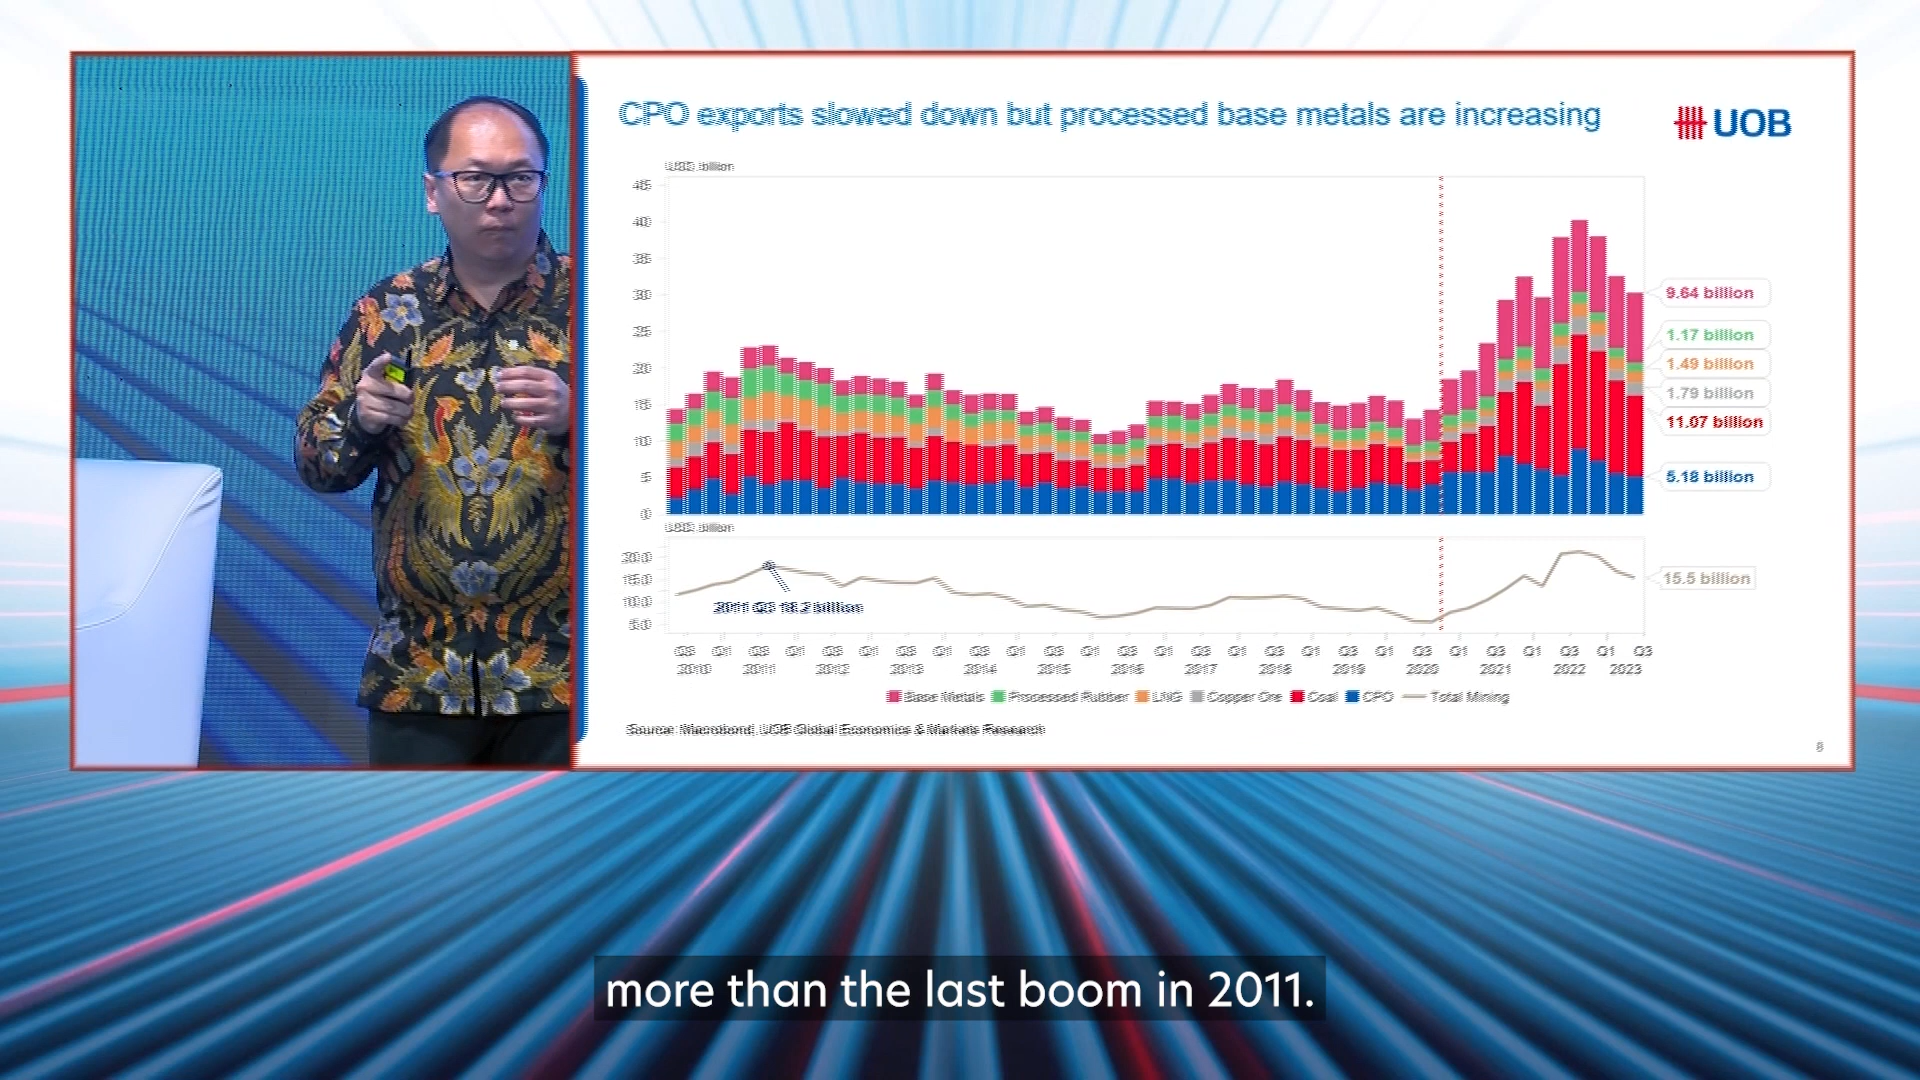 CPO exports slowed down but processed base metals are increasing
UOB
USD, billion
45
40
35
30
25
20
15
10
5
0
9.64 billion
1.17 billion
1.49 billion
1.79 billion
11.07 billion
5.18 billion
USD, billion
20.0
15.0
10.0
5.0
2011 Q3 18.2 billion
15.5 billion
Q3 Q1 Q3 Q1 Q3 Q1 Q3 Q1 Q3 Q1 Q3 Q1 Q3 Q1 Q3 Q1 Q3 Q1 Q3 Q1 Q3 Q1 Q3 Q1 Q3 Q1 Q3
2010 2011 2012 2013 2014 2015 2016 2017 2018 2019 2020 2021 2022 2023
Base Metals Processed Rubber LNG Copper Ore Coal CPO Total Mining
Source: Macrobond, UOB Global Economics & Markets Research
8
more than the last boom in 2011.